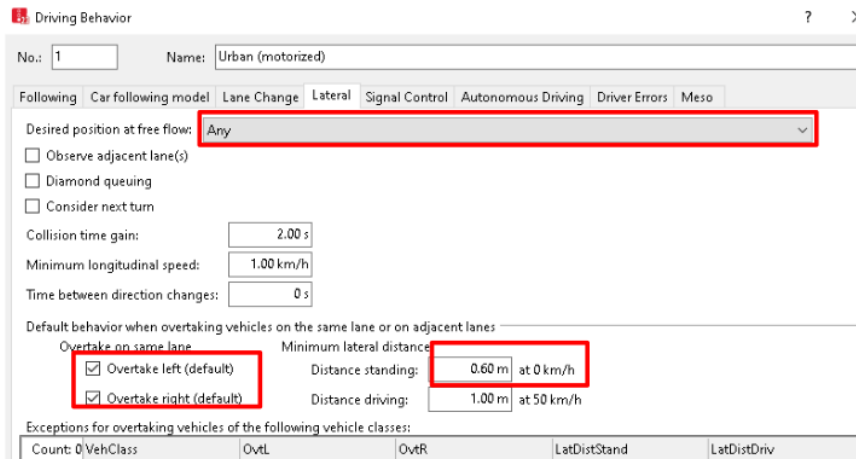 Driving Behavior ? ×
No.: 1 Name: Urban (motorized)
Following Car following model Lane Change Lateral Signal Control Autonomous Driving Driver Errors Meso
Desired position at free flow: Any
Observe adjacent lane(s)
Diamond queuing
Consider next turn
Collision time gain: 2.00 s
Minimum longitudinal speed: 1.00 km/h
Time between direction changes: 0 s
Default behavior when overtaking vehicles on the same lane or on adjacent lanes
Overtake on same lane Minimum lateral distance
Overtake left (default) Distance standing: 0.60 m at 0 km/h
Overtake right (default) Distance driving: 1.00 m at 50 km/h
Exceptions for overtaking vehicles of the following vehicle classes:
Count: 0 VehClass OvtL OvtR LatDistStand LatDistDriv